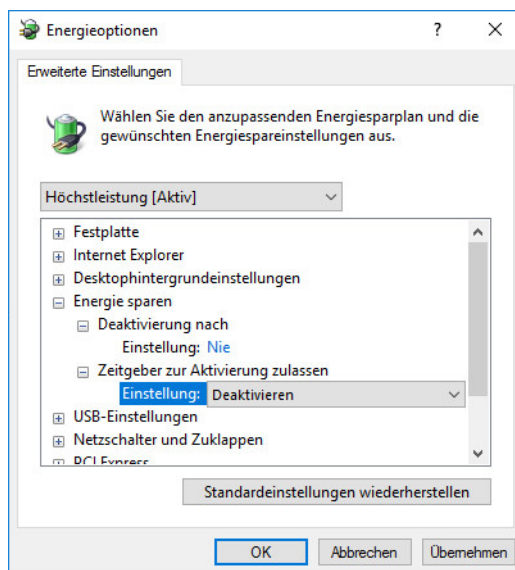 Energieoptionen
Erweiterte Einstellungen
Wählen Sie den anzupassenden Energiesparplan und die
gewünschten Energiespareinstellungen aus.
Höchstleistung [Aktiv]
Festplatte
Internet Explorer
Desktophintergrundeinstellungen
Energie sparen
Deaktivierung nach
Einstellung: Nie
Zeitgeber zur Aktivierung zulassen
Einstellung: Deaktivieren
USB-Einstellungen
Netzschalter und Zuklappen
PCI Express
Standardeinstellungen wiederherstellen
OK Abbrechen Übernehmen